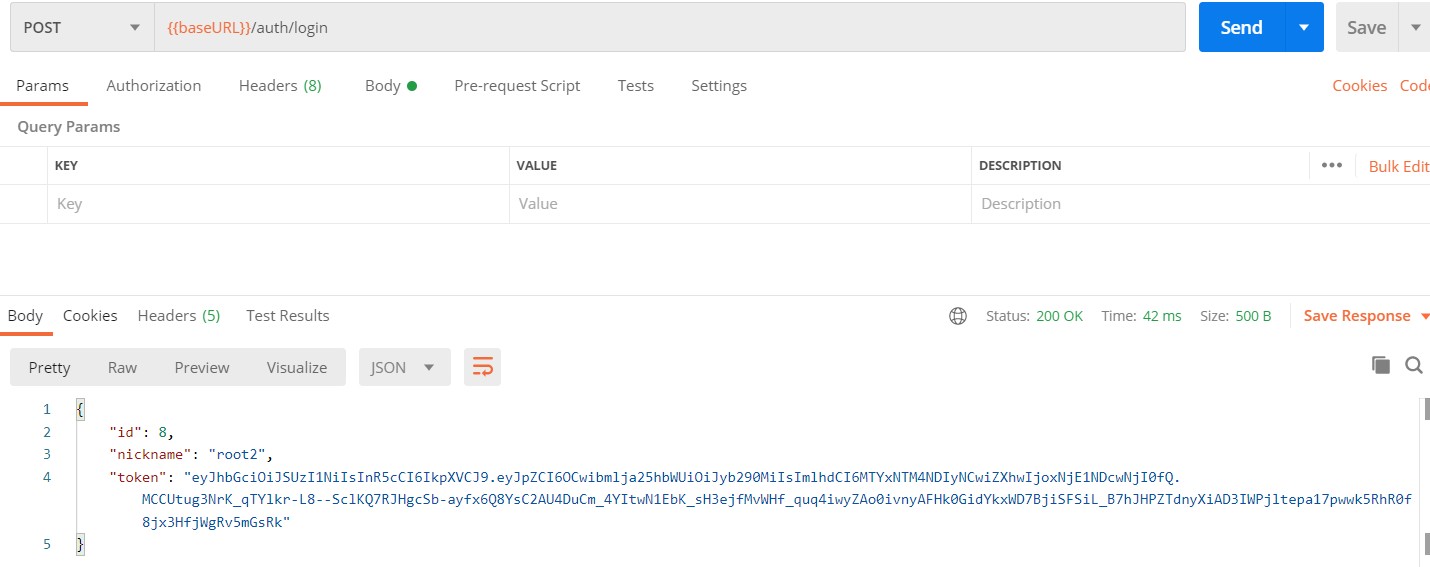 POST {{baseURL}}/auth/login Send Save
Params Authorization Headers (8) Body Pre-request Script Tests Settings Cookies Code
Query Params
KEY VALUE DESCRIPTION ••• Bulk Edit
Key Value Description
Body Cookies Headers (5) Test Results Status: 200 OK Time: 42 ms Size: 500 B Save Response
Pretty Raw Preview Visualize JSON
1 {
2 "id": 8,
3 "nickname": "root2",
4 "token": "eyJhbGciOiJSUzI1NiIsInR5cCI6IkpXVCJ9.eyJpZCI6OCwibmlja25hbWUiOiJyb290MiIsImlhdCI6MTYxNTM4NDIyNCwiZXhwIjoxNjE1NDcwNjI0fQ.
MCCUtug3NrK_qTYlkr-L8--SclKQ7RJHgcSb-ayfx6Q8YsC2AU4DuCm_4YItwN1EbK_sH3ejfMvWHf_quq4iwyZAo0ivnyAFHk0GidYkxWD7BjiSFSiL_B7hJHPZTdnyXiAD3IWPjltepa17pwwk5RhR0f
8jx3HfjWgRv5mGsRk"
5 }